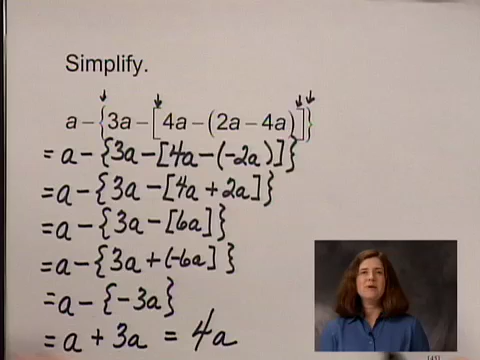 Simplify.
a – {3a – [4a – (2a – 4a)]}
= a – {3a – [4a – (-2a)]}
= a – {3a – [4a + 2a]}
= a – {3a – [6a]}
= a – {3a + (-6a]}
= a – {-3a}
= a + 3a = 4a